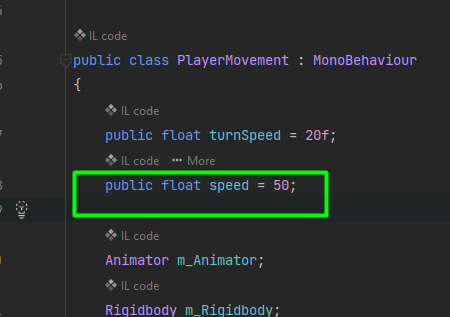 IL code
public class PlayerMovement : MonoBehaviour
{
IL code
public float turnSpeed = 20f;
IL code ••• More
public float speed = 50;
IL code
Animator m_Animator;
IL code
Rigidbody m_Rigidbody;